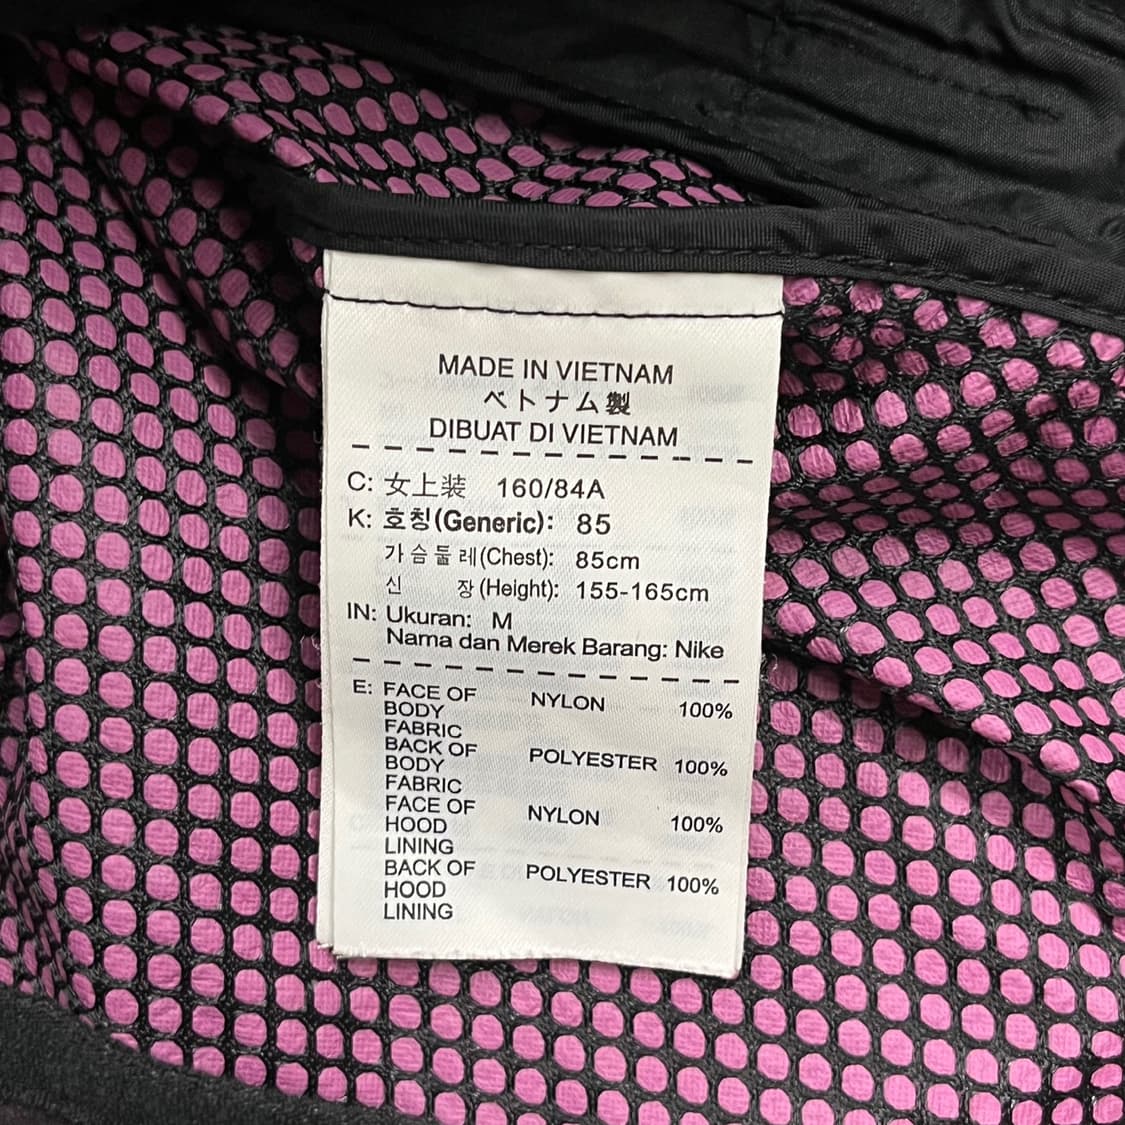 MADE IN VIETNAM
ベトナム製
DIBUAT DI VIETNAM
C: 女上装 160/84A
K: 호칭(Generic): 85
가슴둘레(Chest): 85cm
신 장(Height): 155-165cm
IN: Ukuran: M
Nama dan Merek Barang: Nike
E: FACE OF BODY FABRIC NYLON 100%
BACK OF BODY FABRIC POLYESTER 100%
FACE OF HOOD LINING NYLON 100%
BACK OF HOOD LINING POLYESTER 100%